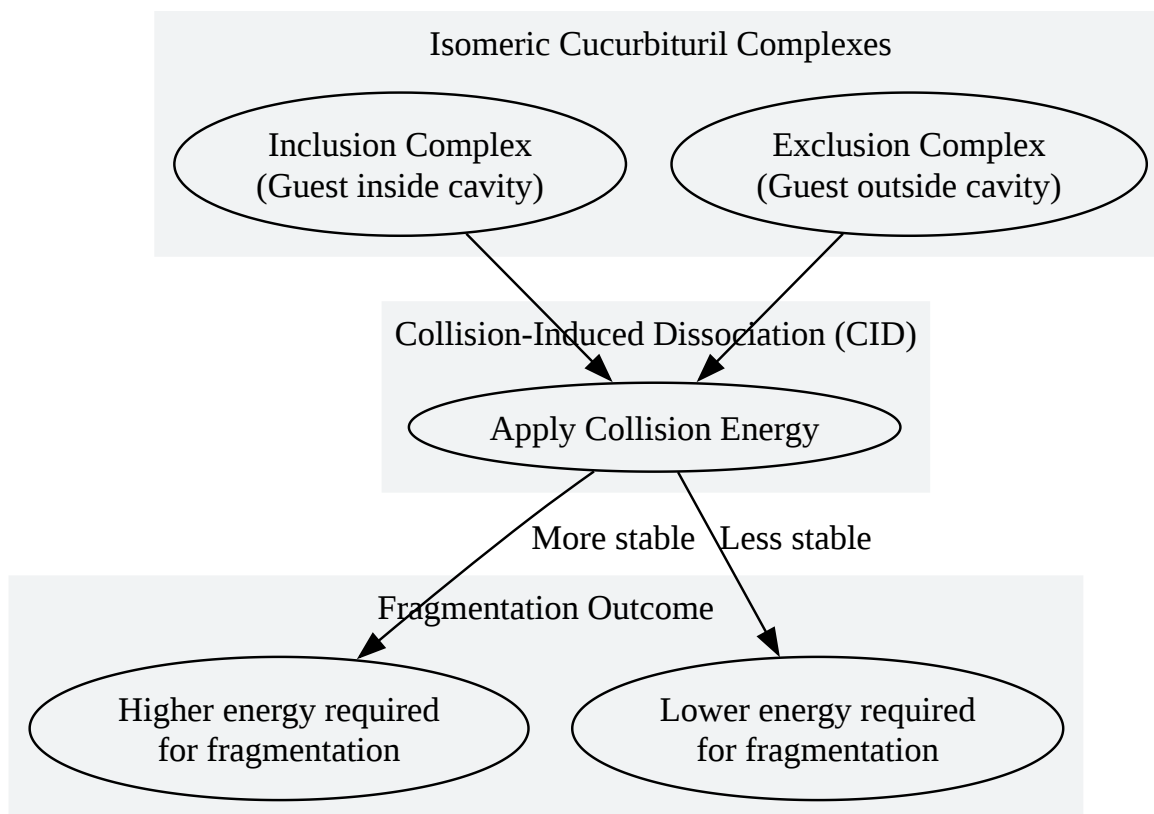 Isomeric Cucurbituril Complexes
Inclusion Complex
(Guest inside cavity)
Exclusion Complex
(Guest outside cavity)
Collision-Induced Dissociation (CID)
Apply Collision Energy
More stable
Less stable
Fragmentation Outcome
Higher energy required
for fragmentation
Lower energy required
for fragmentation